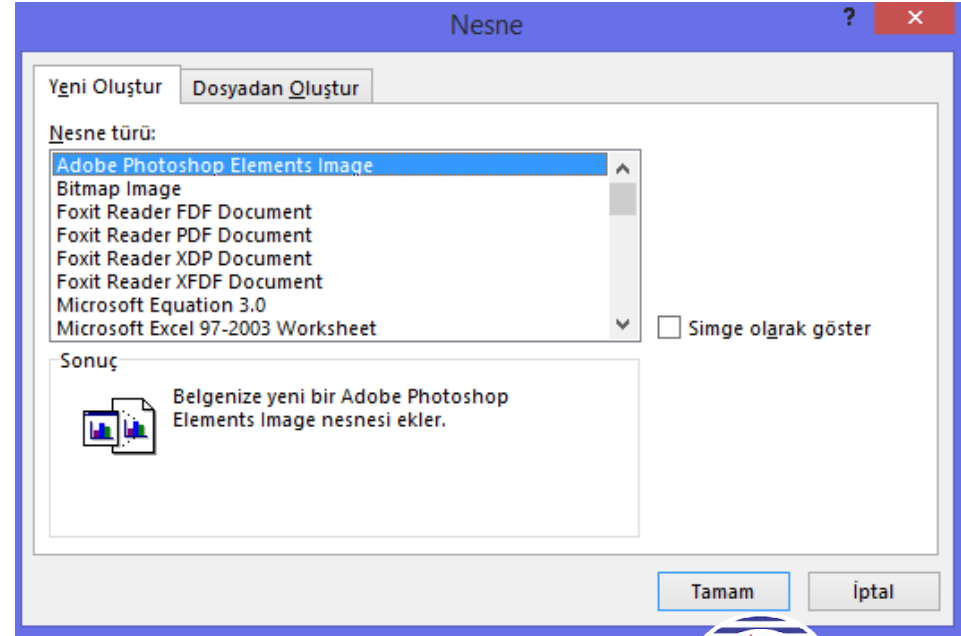 Nesne
?
Yeni Oluştur
Dosyadan Oluştur
Nesne türü:
Adobe Photoshop Elements Image
Bitmap Image
Foxit Reader FDF Document
Foxit Reader PDF Document
Foxit Reader XDP Document
Foxit Reader XFDF Document
Microsoft Equation 3.0
Microsoft Excel 97-2003 Worksheet
Simge olarak göster
Sonuç
Belgenize yeni bir Adobe Photoshop
Elements Image nesnesi ekler.
Tamam
İptal